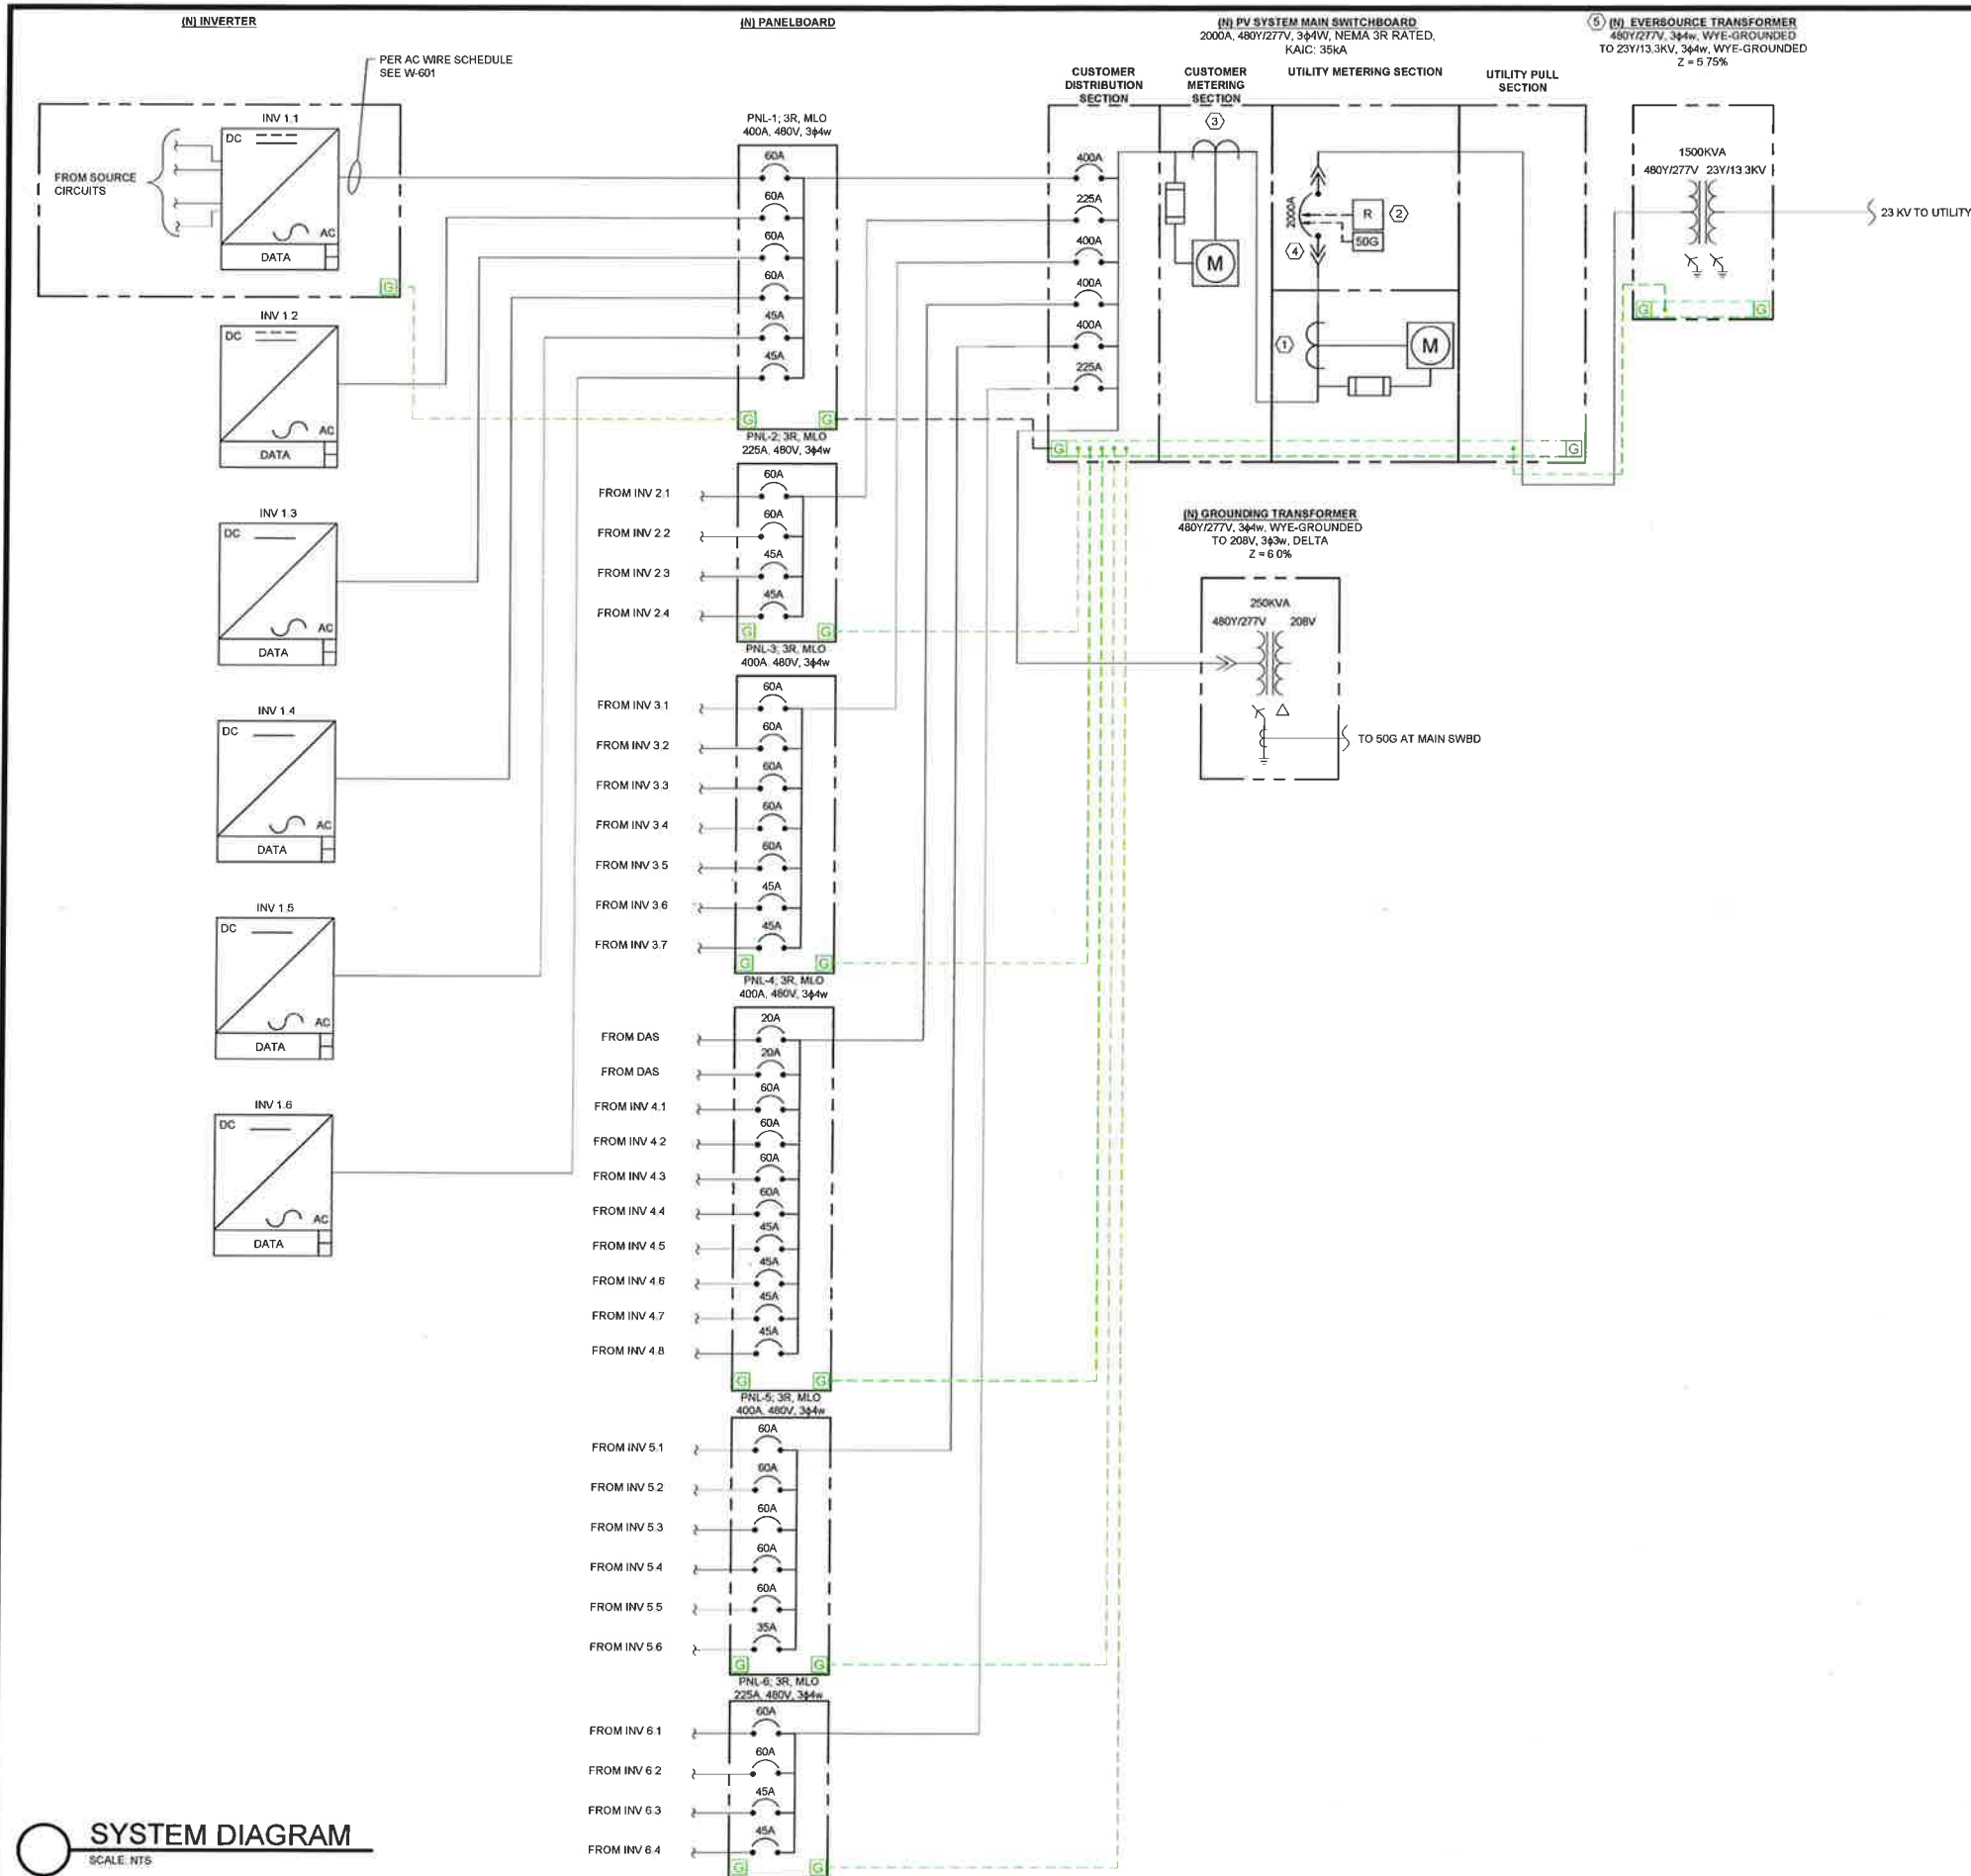 (N) INVERTER
PER AC WIRE SCHEDULE
SEE W-601
FROM SOURCE
CIRCUITS
INV 1.1
DC
AC
DATA
G
INV 1.2
DC
AC
DATA
INV 1.3
DC
AC
DATA
INV 1.4
DC
AC
DATA
INV 1.5
DC
AC
DATA
INV 1.6
DC
AC
DATA
(N) PANELBOARD
PNL-1; 3R, MLO
400A, 480V, 3ϕ4w
60A
60A
60A
60A
45A
45A
G G
PNL-2; 3R, MLO
225A, 480V, 3ϕ4w
FROM INV 2.1 60A
FROM INV 2.2 60A
FROM INV 2.3 45A
FROM INV 2.4 45A
G G
PNL-3; 3R, MLO
400A, 480V, 3ϕ4w
FROM INV 3.1 60A
FROM INV 3.2 60A
FROM INV 3.3 60A
FROM INV 3.4 60A
FROM INV 3.5 60A
FROM INV 3.6 45A
FROM INV 3.7 45A
G G
PNL-4; 3R, MLO
400A, 480V, 3ϕ4w
FROM DAS 20A
FROM DAS 20A
FROM INV 4.1 60A
FROM INV 4.2 60A
FROM INV 4.3 60A
FROM INV 4.4 60A
FROM INV 4.5 45A
FROM INV 4.6 45A
FROM INV 4.7 45A
FROM INV 4.8 45A
G G
PNL-5; 3R, MLO
400A, 480V, 3ϕ4w
FROM INV 5.1 60A
FROM INV 5.2 60A
FROM INV 5.3 60A
FROM INV 5.4 60A
FROM INV 5.5 60A
FROM INV 5.6 35A
G G
PNL-6; 3R, MLO
225A, 480V, 3ϕ4w
FROM INV 6.1 60A
FROM INV 6.2 60A
FROM INV 6.3 45A
FROM INV 6.4 45A
G G
(N) PV SYSTEM MAIN SWITCHBOARD
2000A, 480Y/277V, 3ϕ4W, NEMA 3R RATED,
KAIC: 35kA
CUSTOMER
DISTRIBUTION
SECTION
CUSTOMER
METERING
SECTION
UTILITY METERING SECTION
UTILITY PULL
SECTION
400A
225A
400A
400A
400A
225A
3
M
2000A
R
2
50G
4
1
M
G G
(N) GROUNDING TRANSFORMER
480Y/277V, 3ϕ4w, WYE-GROUNDED
TO 208V, 3ϕ3w, DELTA
Z = 6.0%
250KVA
480Y/277V 208V
TO 50G AT MAIN SWBD
5 (N) EVERSOURCE TRANSFORMER
480Y/277V, 3ϕ4w, WYE-GROUNDED
TO 23Y/13.3KV, 3ϕ4w, WYE-GROUNDED
Z = 5.75%
1500KVA
480Y/277V 23Y/13.3KV
23 KV TO UTILITY
G G
SYSTEM DIAGRAM
SCALE: NTS